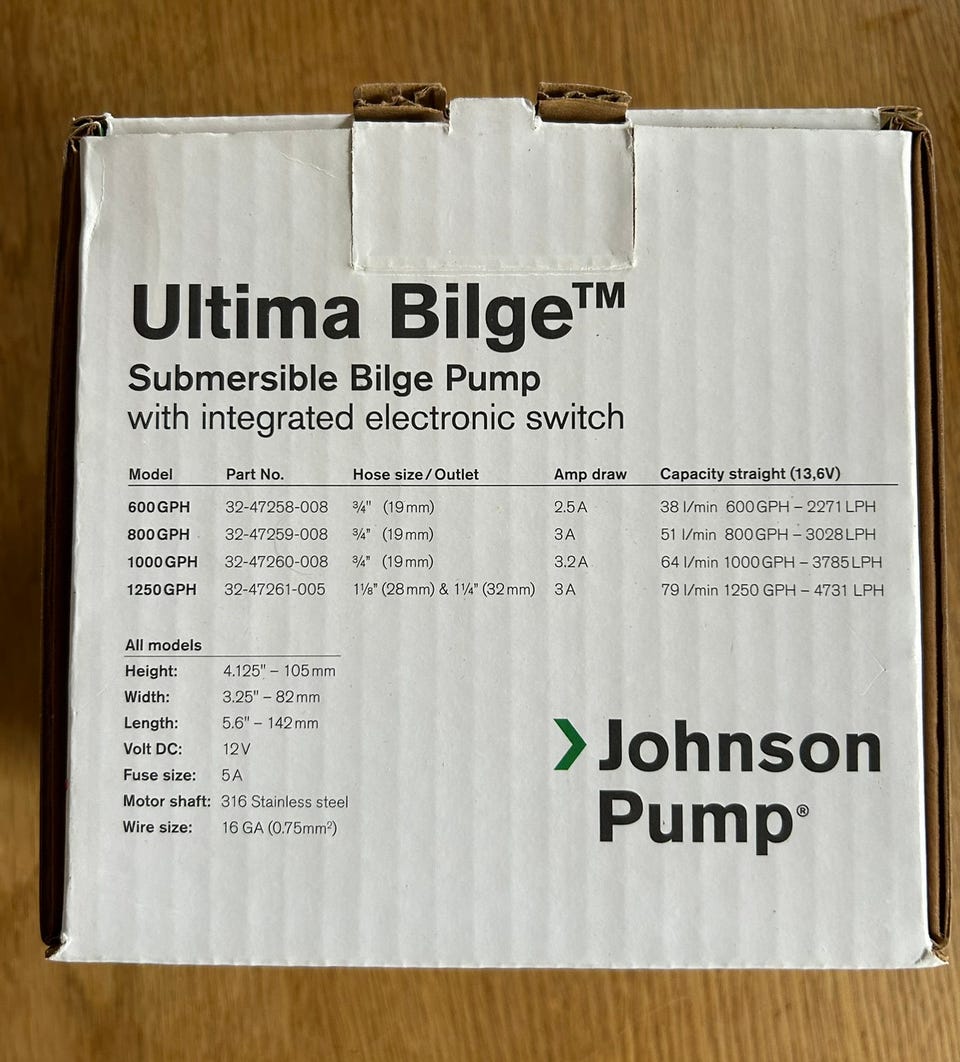 Ultima Bilge™
Submersible Bilge Pump
with integrated electronic switch
Model Part No. Hose size / Outlet Amp draw Capacity straight (13,6V)
600 GPH 32-47258-008 ¾" (19 mm) 2.5 A 38 l/min 600 GPH – 2271 LPH
800 GPH 32-47259-008 ¾" (19 mm) 3 A 51 l/min 800 GPH – 3028 LPH
1000 GPH 32-47260-008 ¾" (19 mm) 3.2 A 64 l/min 1000 GPH – 3785 LPH
1250 GPH 32-47261-005 1⅛" (28 mm) & 1¼" (32 mm) 3 A 79 l/min 1250 GPH – 4731 LPH
All models
Height: 4.125" – 105 mm
Width: 3.25" – 82 mm
Length: 5.6" – 142 mm
Volt DC: 12 V
Fuse size: 5 A
Motor shaft: 316 Stainless steel
Wire size: 16 GA (0.75mm²)
Johnson
Pump®